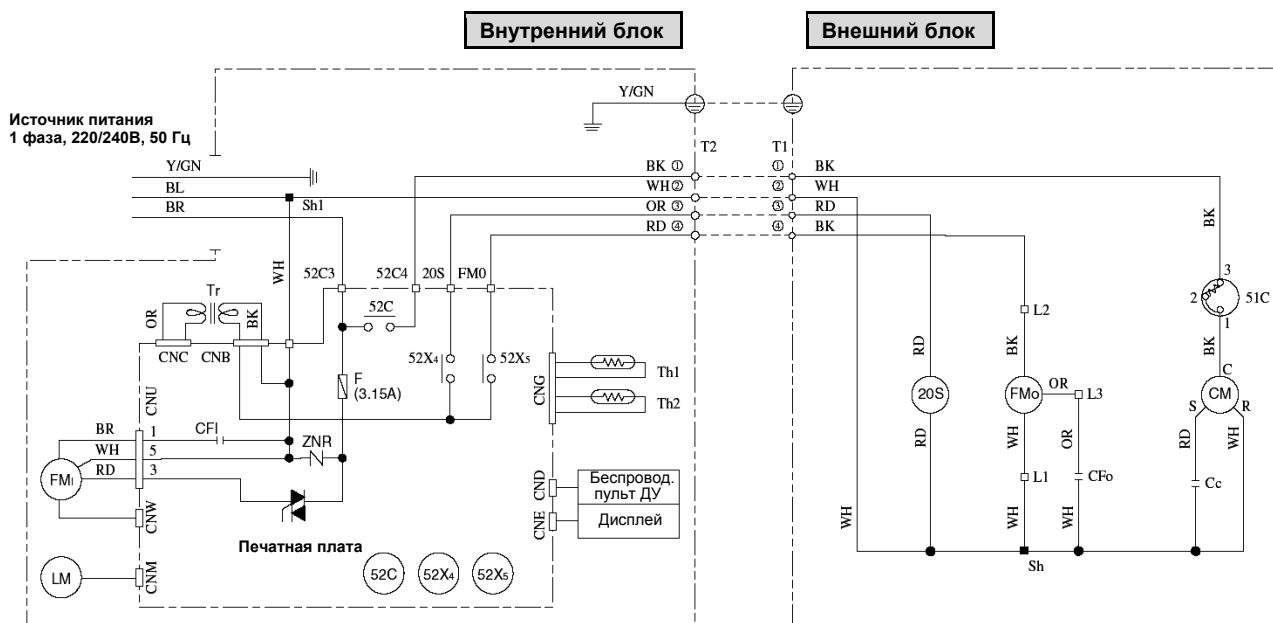 Внутренний блок
Внешний блок
Y/GN
Источник питания
1 фаза, 220/240В, 50 Гц
T2
T1
Y/GN
BK ①
① BK
BL
WH ②
② WH
BR
Sh1
OR ③
③ RD
RD ④
④ BK
BK
WH
52C3
52C4
20S
FM0
3
2
51C
1
Tr
OR
BK
52C
L2
CNC
CNB
52X4
52X5
RD
BK
BK
F
(3.15A)
Th1
CNG
Th2
C
20S
FMo
OR
L3
S
CM
R
CNU
BR
1
CFI
WH
5
ZNR
RD
3
FMI
RD
WH
OR
RD
WH
CND
Беспровод.
пульт ДУ
L1
CFo
Cc
CNW
CNE
Дисплей
WH
WH
WH
WH
Печатная плата
LM
CNM
52C
52X4
52X5
Sh